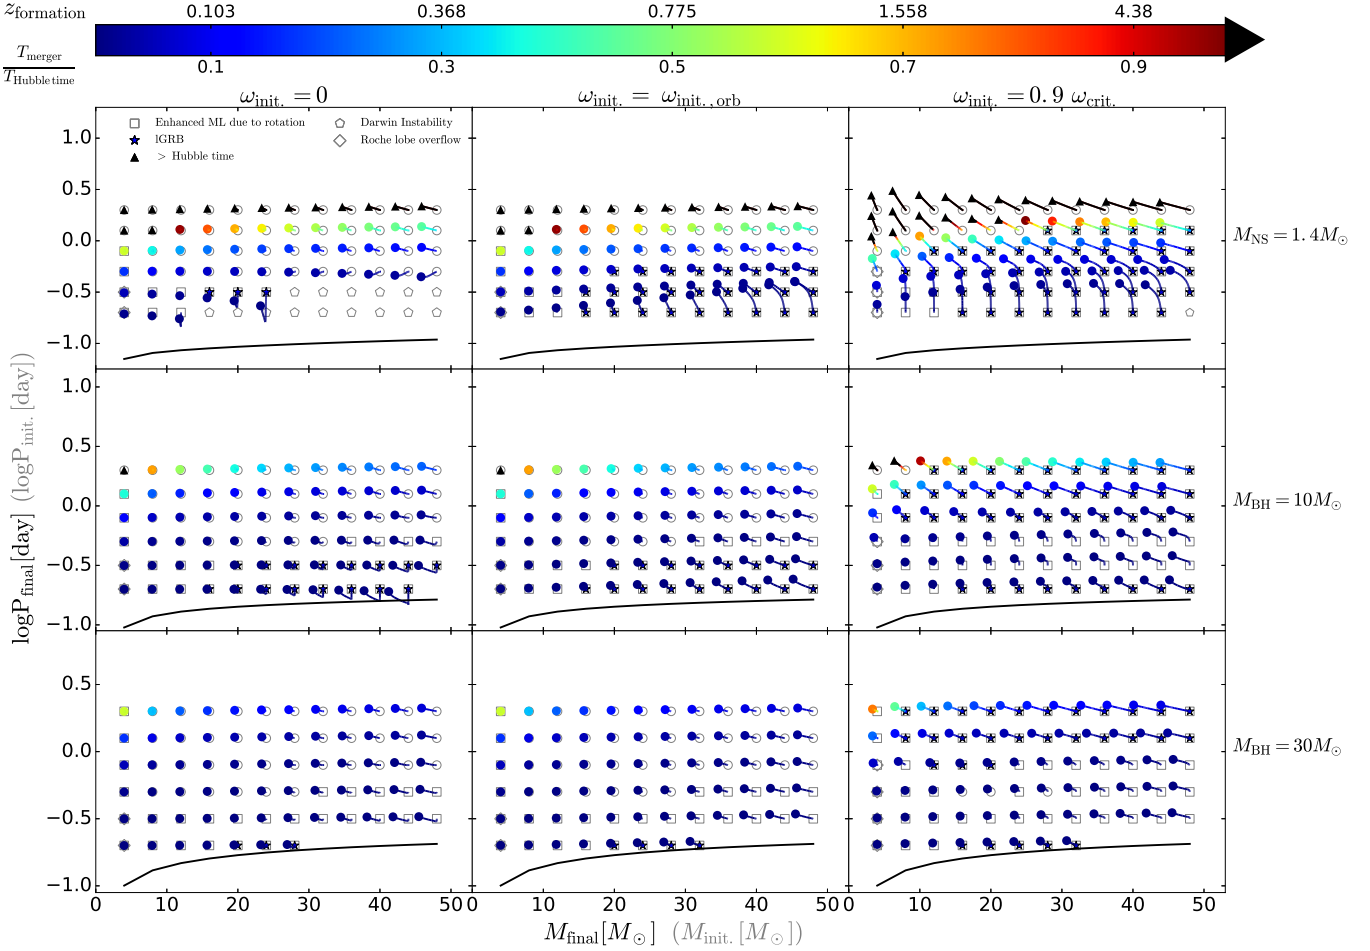 z_formation 0.103 0.368 0.775 1.558 4.38
T_merger / T_Hubble time 0.1 0.3 0.5 0.7 0.9
ω_init. = 0 ω_init. = ω_init.,orb ω_init. = 0.9 ω_crit.
Enhanced ML due to rotation
lGRB
> Hubble time
Darwin Instability
Roche lobe overflow
1.0
0.5
0.0
−0.5
−1.0
M_NS = 1.4M_⊙
1.0
0.5
0.0
−0.5
−1.0
M_BH = 10M_⊙
0.5
0.0
−0.5
−1.0
M_BH = 30M_⊙
logP_final[day] (logP_init.[day])
0 10 20 30 40 50 0 10 20 30 40 50 0 10 20 30 40 50
M_final[M_⊙] (M_init.[M_⊙])